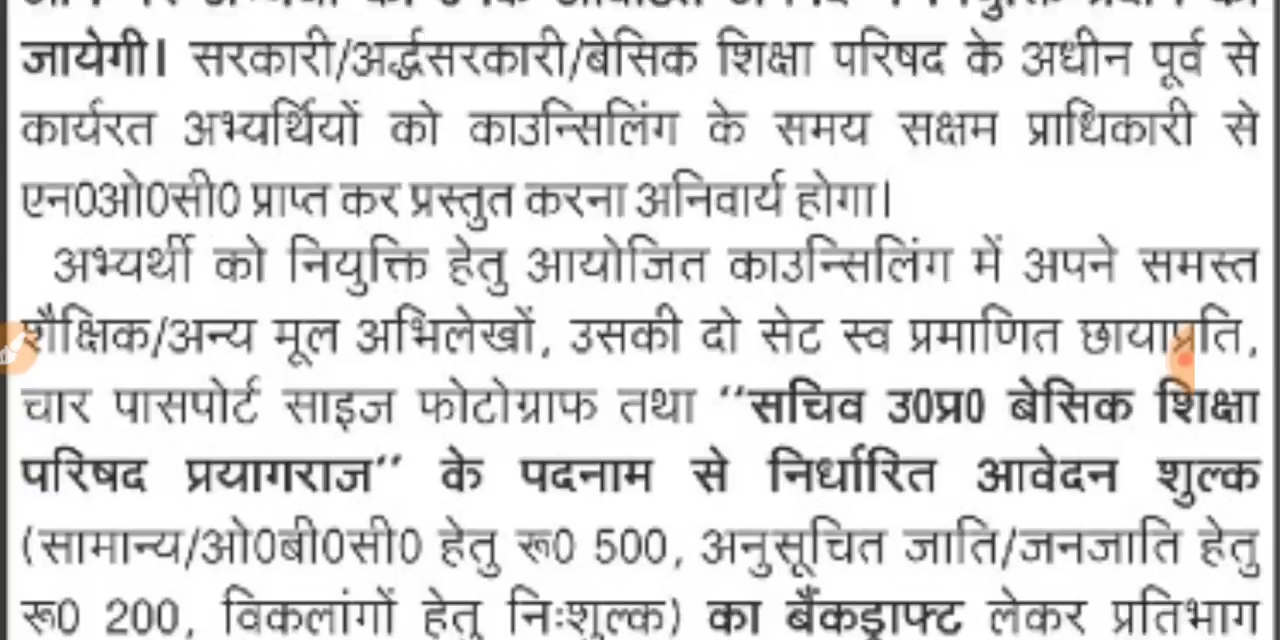 जायेगी। सरकारी/अर्द्धसरकारी/बेसिक शिक्षा परिषद के अधीन पूर्व से
कार्यरत अभ्यर्थियों को काउन्सिलिंग के समय सक्षम प्राधिकारी से
एन0ओ0सी0 प्राप्त कर प्रस्तुत करना अनिवार्य होगा।
अभ्यर्थी को नियुक्ति हेतु आयोजित काउन्सिलिंग में अपने समस्त
शैक्षिक/अन्य मूल अभिलेखों, उसकी दो सेट स्व प्रमाणित छायाप्रति,
चार पासपोर्ट साइज फोटोग्राफ तथा ‘‘सचिव उ0प्र0 बेसिक शिक्षा
परिषद प्रयागराज’’ के पदनाम से निर्धारित आवेदन शुल्क
(सामान्य/ओ0बी0सी0 हेतु रू0 500, अनुसूचित जाति/जनजाति हेतु
रू0 200, विकलांगों हेतु निःशुल्क) का बैंकड्राफ्ट लेकर प्रतिभाग